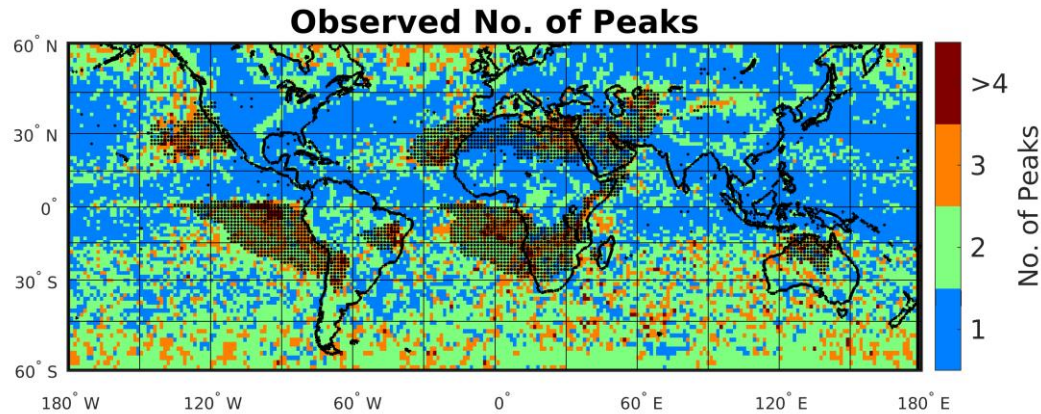 Observed No. of Peaks
60° N
30° N
0°
30° S
60° S
180° W
120° W
60° W
0°
60° E
120° E
180° E
>4
3
2
1
No. of Peaks